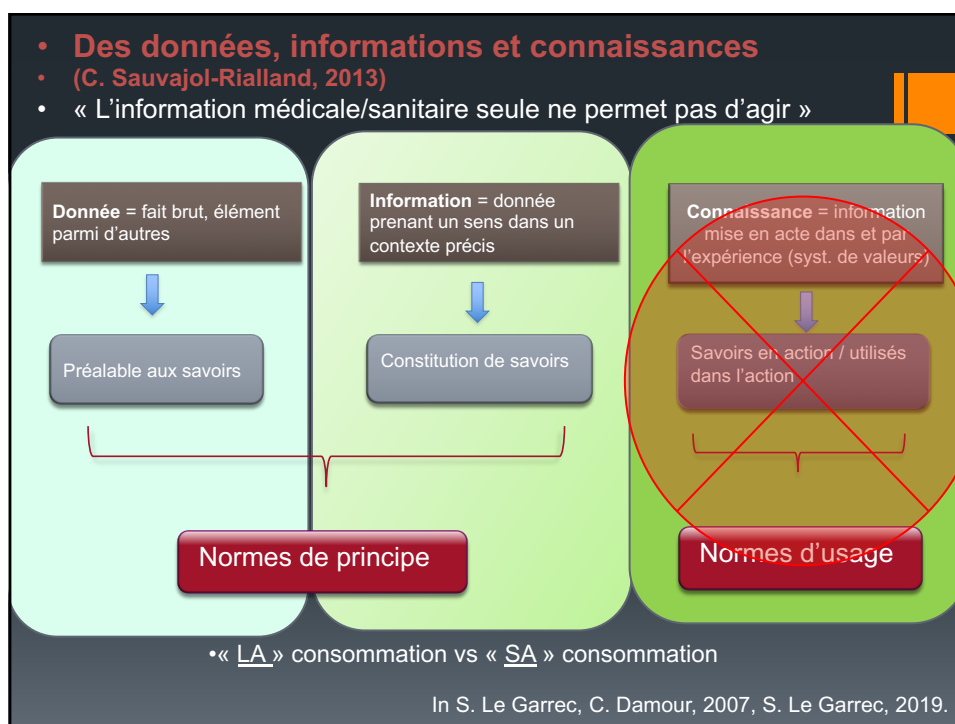 • Des données, informations et connaissances
• (C. Sauvajol-Rialland, 2013)
• « L’information médicale/sanitaire seule ne permet pas d’agir »
Donnée = fait brut, élément
parmi d’autres
Préalable aux savoirs
Information = donnée
prenant un sens dans un
contexte précis
Constitution de savoirs
Connaissance = information
mise en acte dans et par
l’expérience (syst. de valeurs)
Savoirs en action / utilisés
dans l’action
Normes de principe
Normes d’usage
•« LA » consommation vs « SA » consommation
In S. Le Garrec, C. Damour, 2007, S. Le Garrec, 2019.